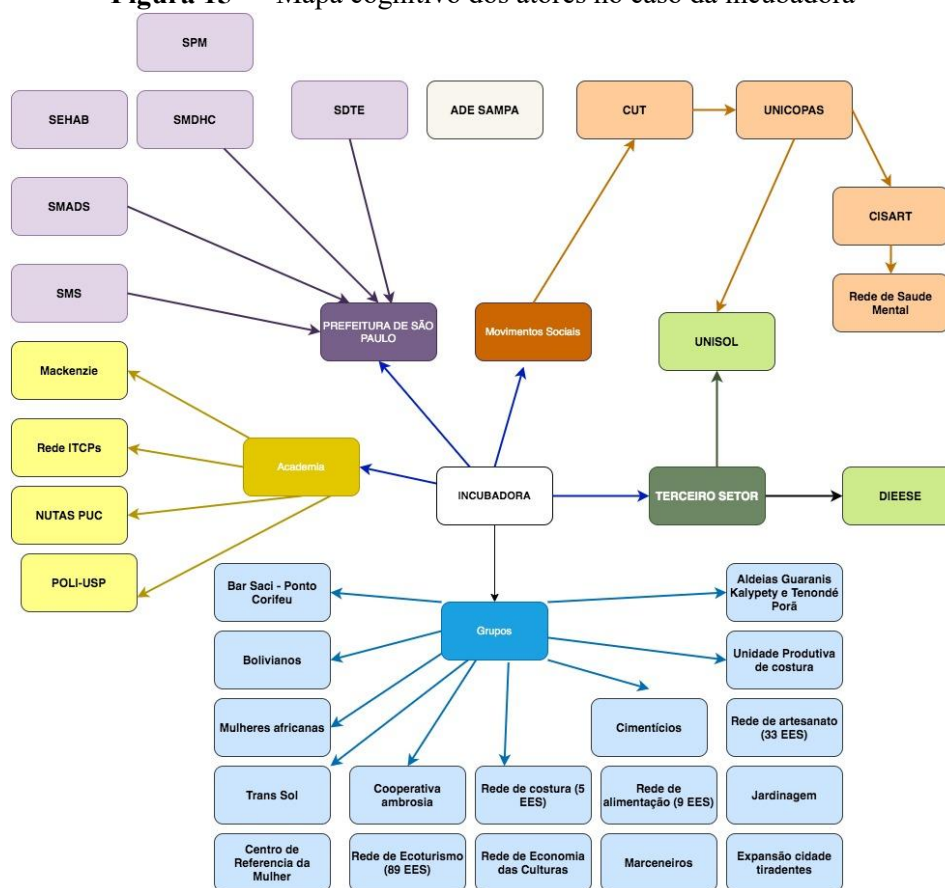 Figura 15 — Mapa cognitivo dos atores no caso da incubadora
SPM
SEHAB
SMDHC
SDTE
ADE SAMPA
CUT
UNICOPAS
SMADS
CISART
SMS
PREFEITURA DE SÃO
PAULO
Movimentos Sociais
Rede de Saude
Mental
UNISOL
Mackenzie
Rede ITCPs
Academia
INCUBADORA
TERCEIRO SETOR
DIEESE
NUTAS PUC
POLI-USP
Bar Saci - Ponto
Corifeu
Grupos
Aldeias Guaranis
Kalypety e Tenondé
Porã
Bolivianos
Unidade Produtiva
de costura
Mulheres africanas
Cimentícios
Rede de artesanato
(33 EES)
Trans Sol
Cooperativa
ambrosia
Rede de costura (5
EES)
Rede de
alimentação (9 EES)
Jardinagem
Centro de
Referencia da
Mulher
Rede de Ecoturismo
(89 EES)
Rede de Economia
das Culturas
Marceneiros
Expansão cidade
tiradentes